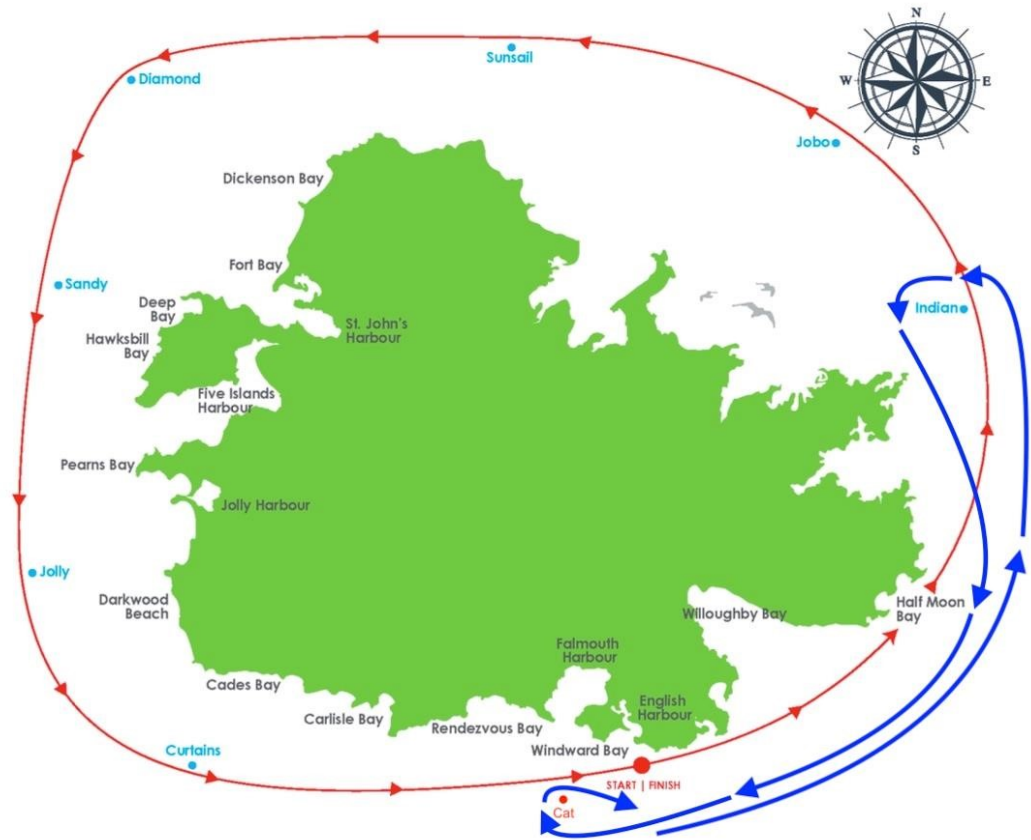 N
Sunsail
Diamond
W
E
Jobo
S
Dickenson Bay
Fort Bay
Sandy
Deep
Bay
Indian
St. John's
Harbour
Hawksbill
Bay
Five Islands
Harbour
Pearns Bay
Jolly Harbour
Jolly
Darkwood
Beach
Half Moon
Bay
Willoughby Bay
Falmouth
Harbour
Cades Bay
English
Harbour
Carlisle Bay
Rendezvous Bay
Windward Bay
Curtains
START | FINISH
Cat